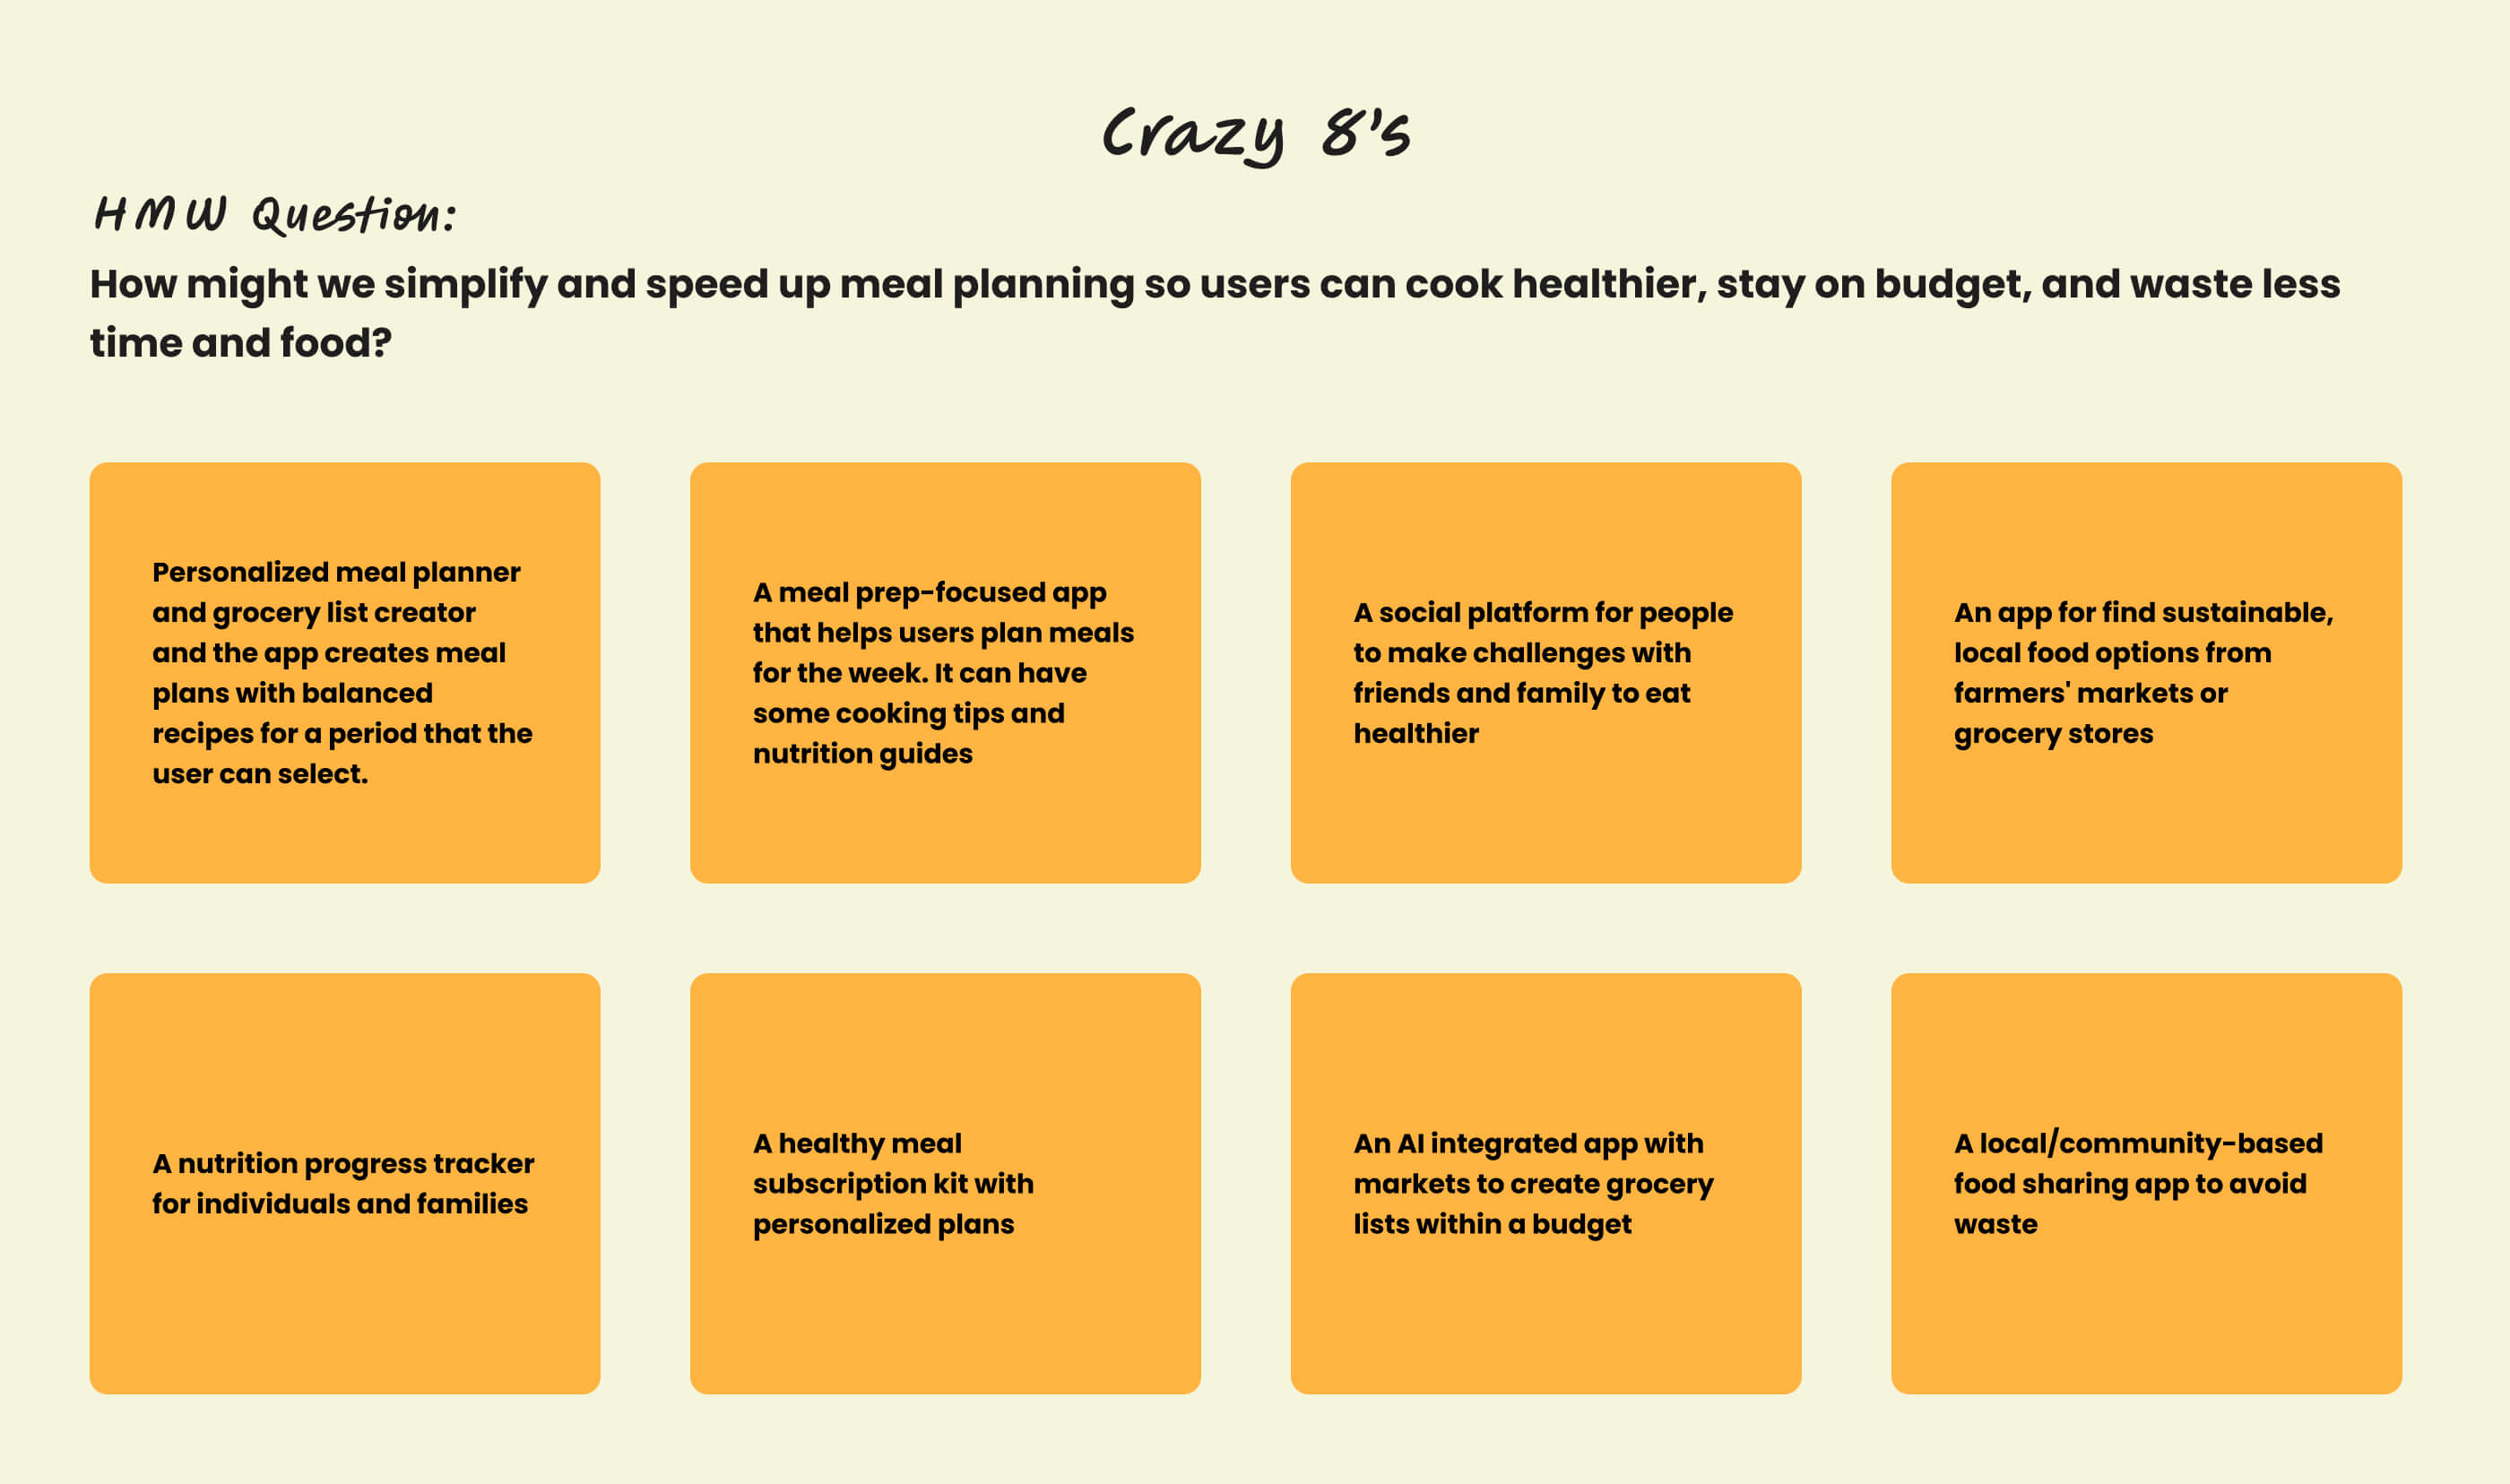 Crazy 8's
HMW Question:
How might we simplify and speed up meal planning so users can cook healthier, stay on budget, and waste less
time and food?
Personalized meal planner
and grocery list creator
and the app creates meal
plans with balanced
recipes for a period that the
user can select.
A meal prep-focused app
that helps users plan meals
for the week. It can have
some cooking tips and
nutrition guides
A social platform for people
to make challenges with
friends and family to eat
healthier
An app for find sustainable,
local food options from
farmers' markets or
grocery stores
A nutrition progress tracker
for individuals and families
A healthy meal
subscription kit with
personalized plans
An AI integrated app with
markets to create grocery
lists within a budget
A local/community-based
food sharing app to avoid
waste